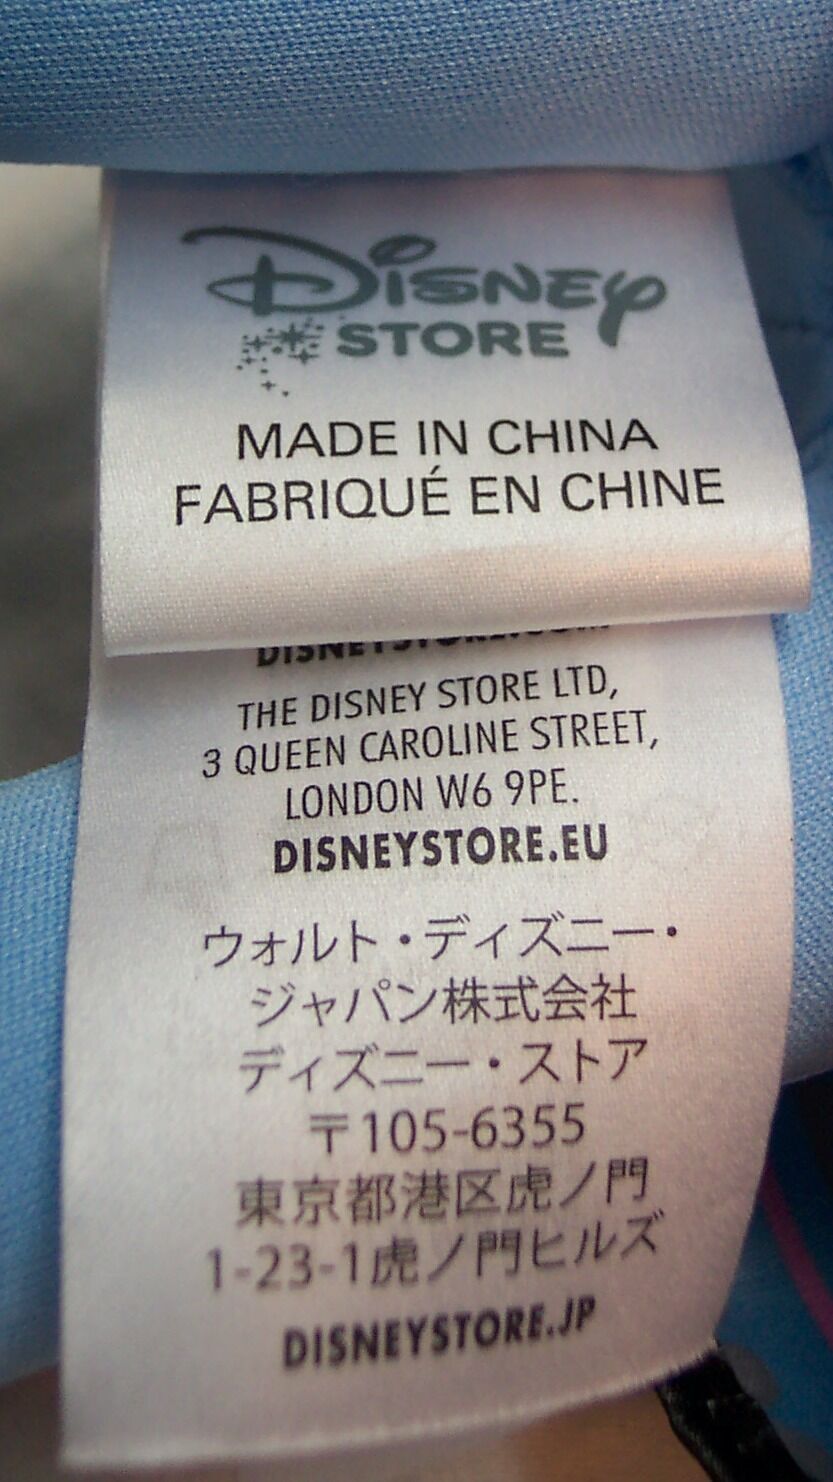 Disney
STORE
MADE IN CHINA
FABRIQUÉ EN CHINE
THE DISNEY STORE LTD,
3 QUEEN CAROLINE STREET,
LONDON W6 9PE.
DISNEYSTORE.EU
ウォルト・ディズニー・
ジャパン株式会社
ディズニー・ストア
〒105-6355
東京都港区虎ノ門
1-23-1虎ノ門ヒルズ
DISNEYSTORE.JP